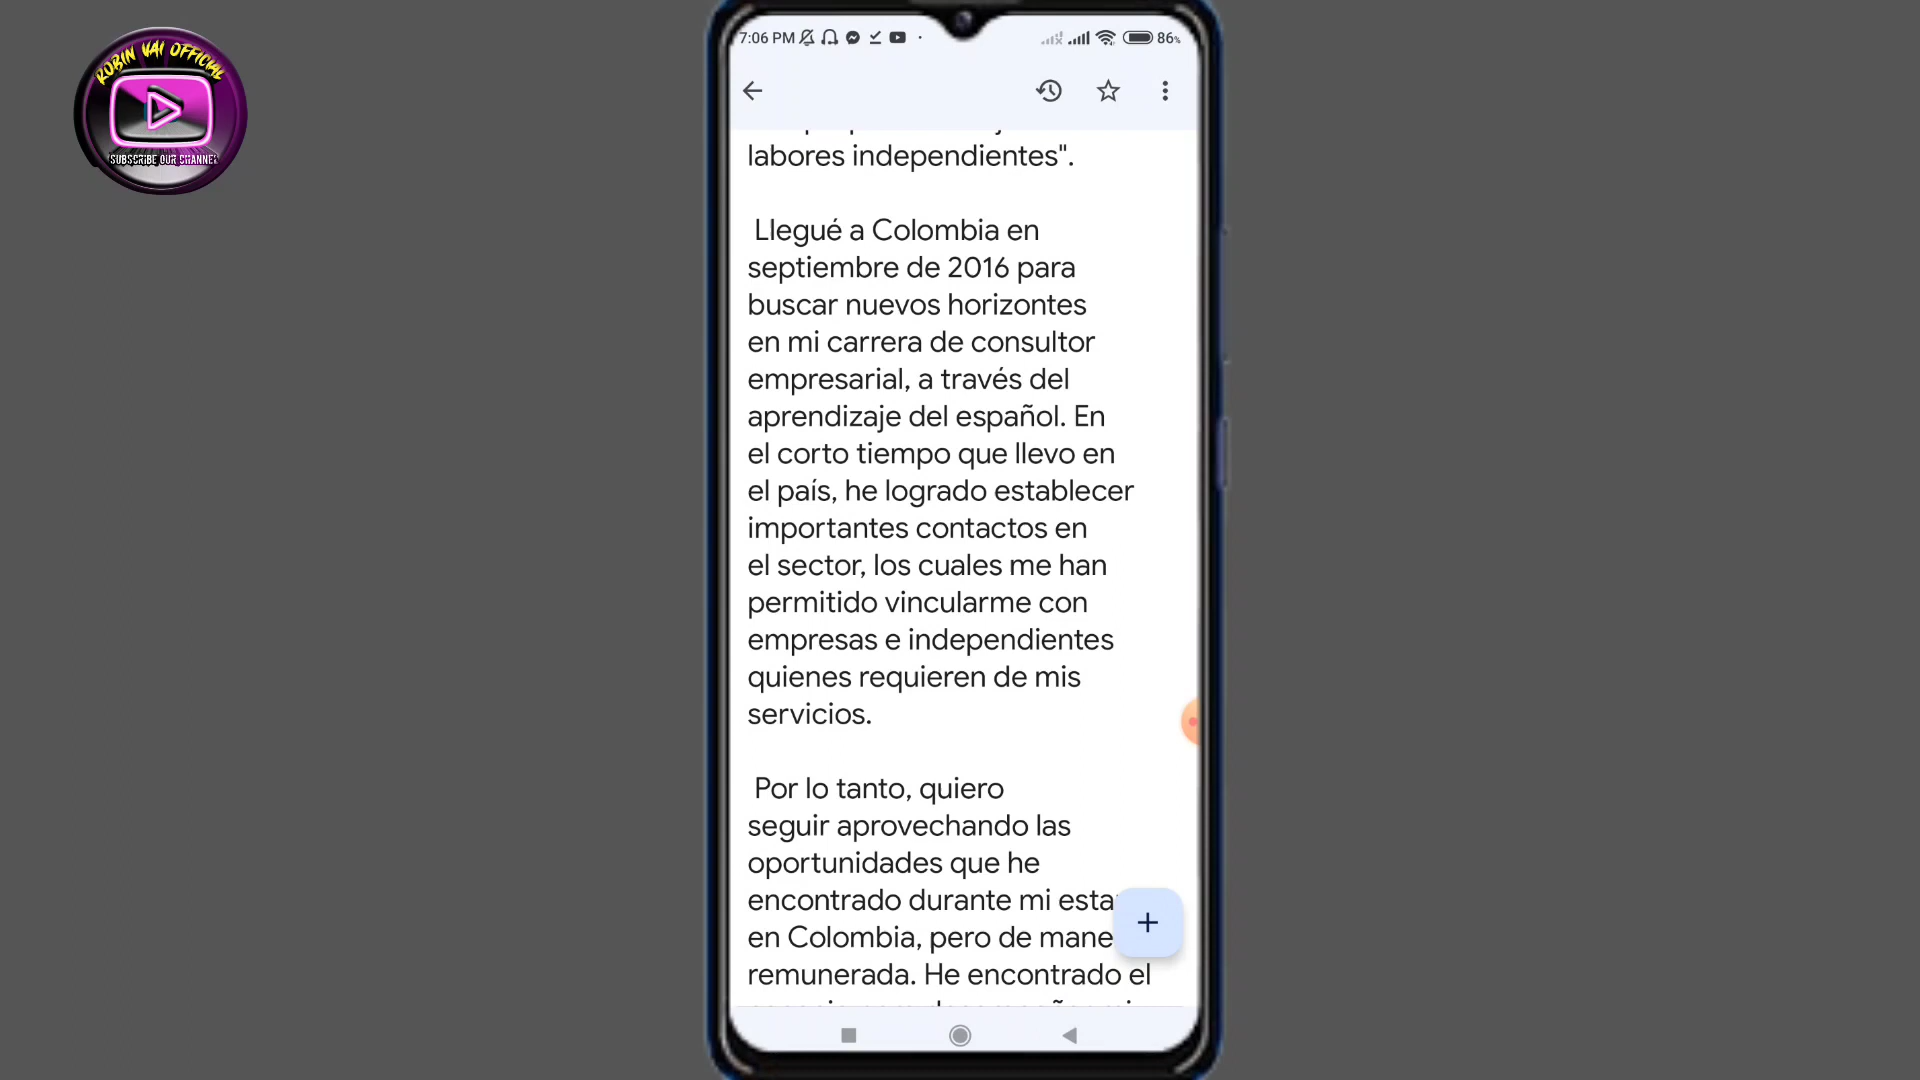 ROBIN VAI OFFICIAL
SUBSCRIBE OUR CHANNEL
7:06 PM
86%
labores independientes".
Llegué a Colombia en
septiembre de 2016 para
buscar nuevos horizontes
en mi carrera de consultor
empresarial, a través del
aprendizaje del español. En
el corto tiempo que llevo en
el país, he logrado establecer
importantes contactos en
el sector, los cuales me han
permitido vincularme con
empresas e independientes
quienes requieren de mis
servicios.
Por lo tanto, quiero
seguir aprovechando las
oportunidades que he
encontrado durante mi esta
en Colombia, pero de mane
remunerada. He encontrado el